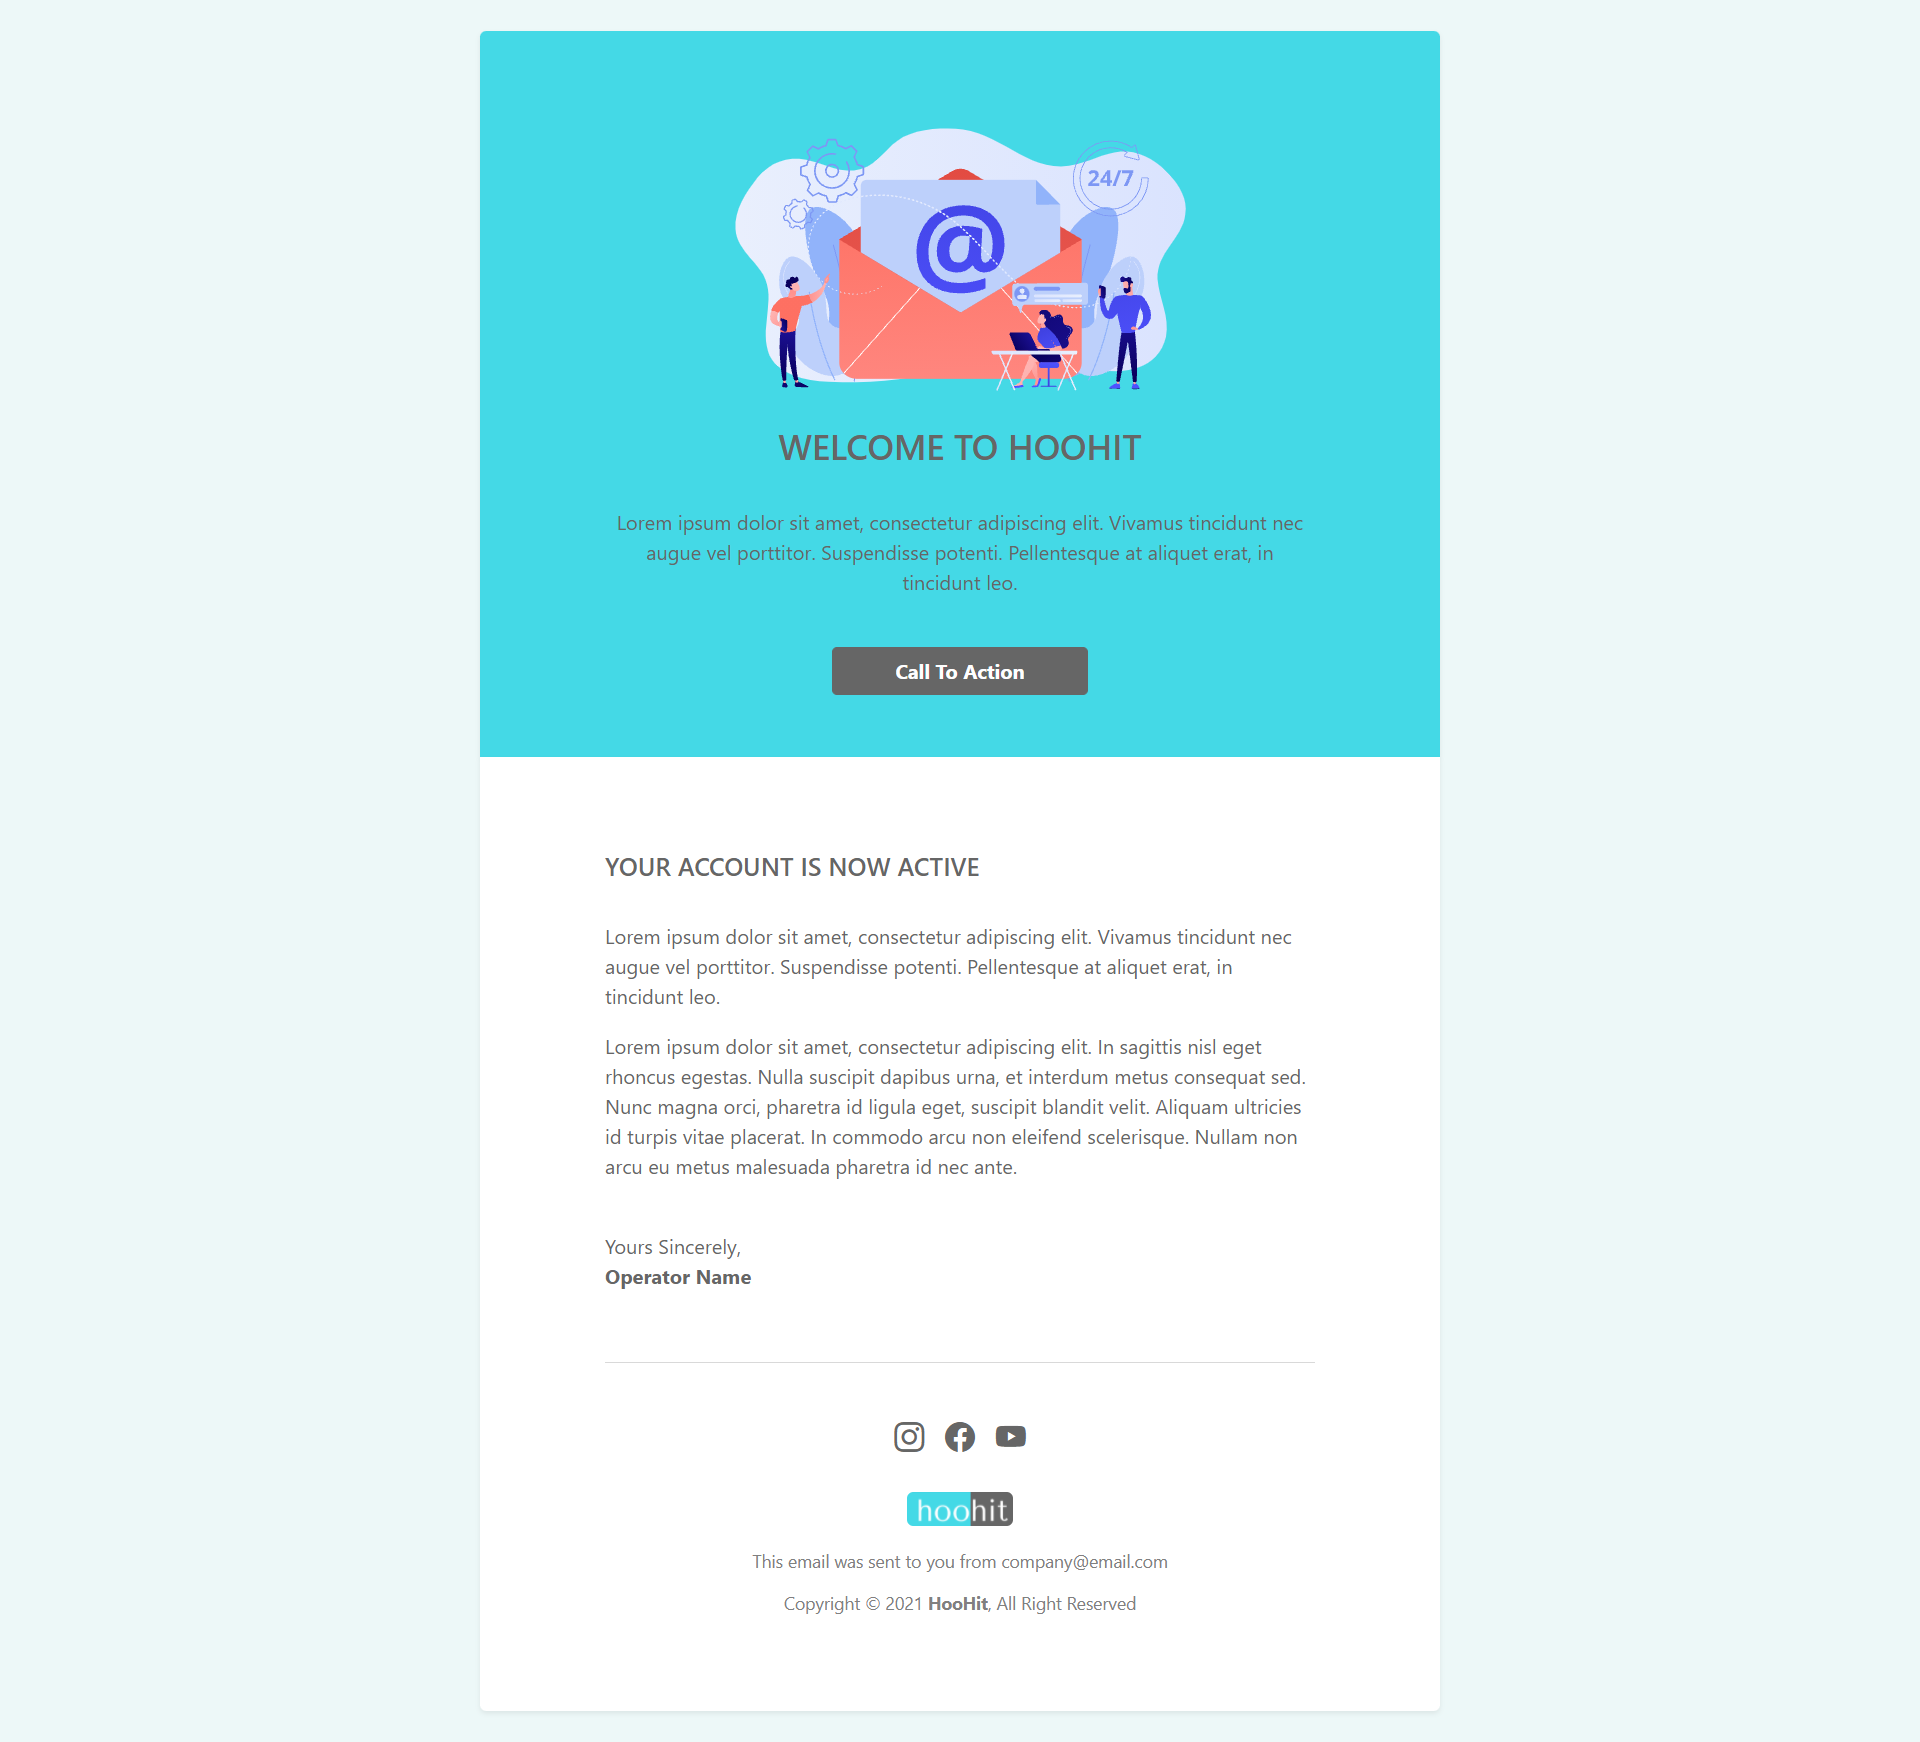 24/7
@
WELCOME TO HOOHIT
Lorem ipsum dolor sit amet, consectetur adipiscing elit. Vivamus tincidunt nec
augue vel porttitor. Suspendisse potenti. Pellentesque at aliquet erat, in
tincidunt leo.
Call To Action
YOUR ACCOUNT IS NOW ACTIVE
Lorem ipsum dolor sit amet, consectetur adipiscing elit. Vivamus tincidunt nec
augue vel porttitor. Suspendisse potenti. Pellentesque at aliquet erat, in
tincidunt leo.
Lorem ipsum dolor sit amet, consectetur adipiscing elit. In sagittis nisl eget
rhoncus egestas. Nulla suscipit dapibus urna, et interdum metus consequat sed.
Nunc magna orci, pharetra id ligula eget, suscipit blandit velit. Aliquam ultricies
id turpis vitae placerat. In commodo arcu non eleifend scelerisque. Nullam non
arcu eu metus malesuada pharetra id nec ante.
Yours Sincerely,
Operator Name
hoohit
This email was sent to you from company@email.com
Copyright © 2021 HooHit, All Right Reserved